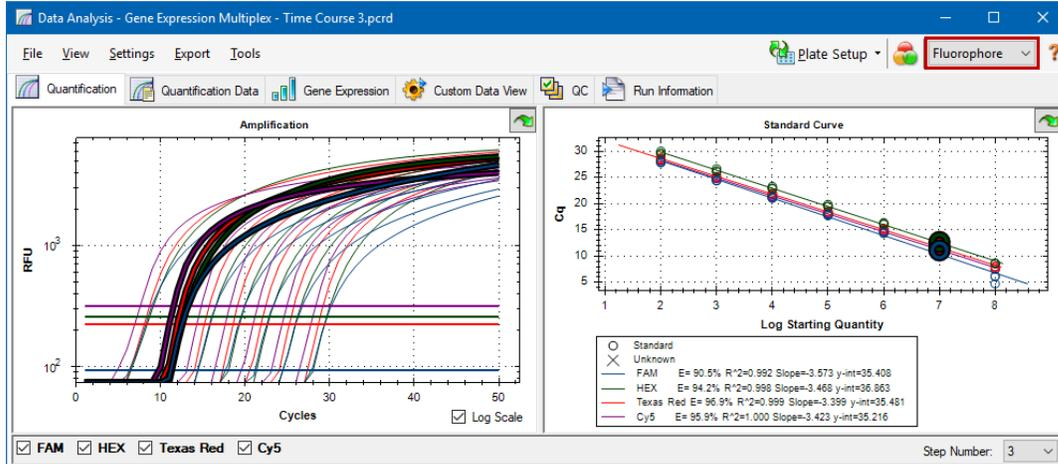 Data Analysis - Gene Expression Multiplex - Time Course 3.pcrd
File View Settings Export Tools
Plate Setup
Fluorophore
?
Quantification Quantification Data Gene Expression Custom Data View QC Run Information
Amplification
RFU
10³
10²
0 10 20 30 40 50
Cycles
Log Scale
Standard Curve
Cq
30
25
20
15
10
5
1 2 3 4 5 6 7 8
Log Starting Quantity
Standard
Unknown
FAM E= 90.5% R^2=0.992 Slope=-3.573 y-int=35.408
HEX E= 94.2% R^2=0.998 Slope=-3.468 y-int=36.863
Texas Red E= 96.9% R^2=0.999 Slope=-3.399 y-int=35.481
Cy5 E= 95.9% R^2=1.000 Slope=-3.423 y-int=35.216
FAM HEX Texas Red Cy5
Step Number: 3